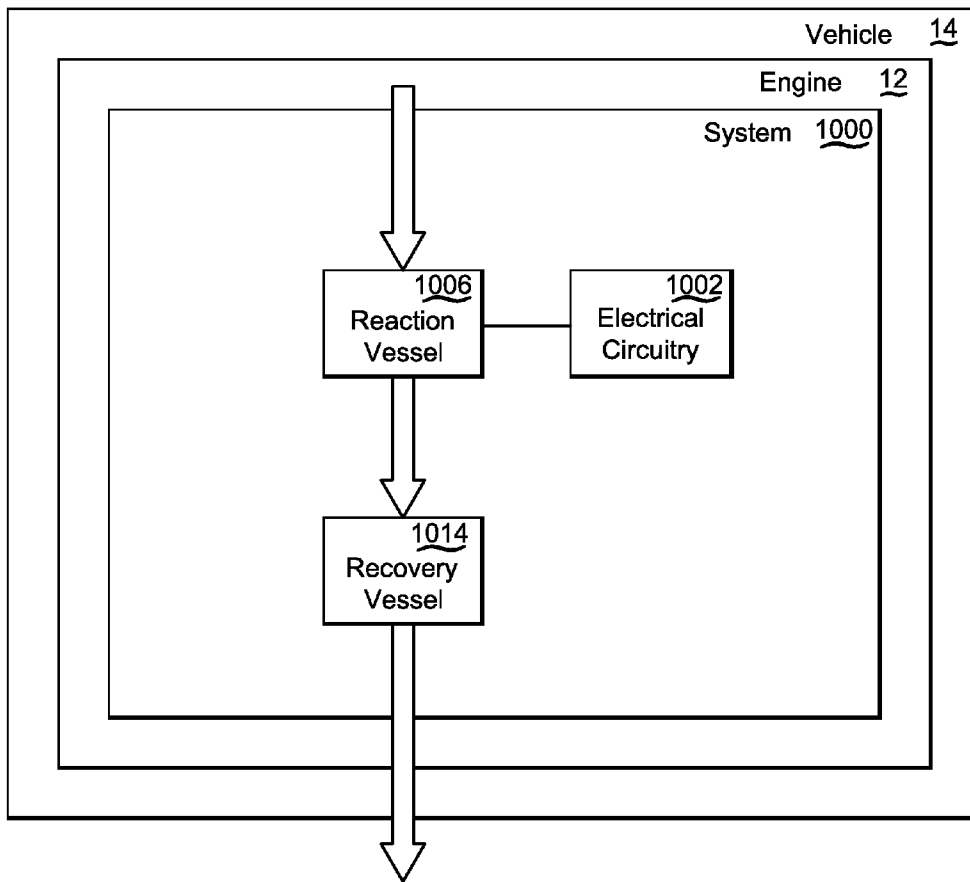 Vehicle 14
Engine 12
System 1000
1006
Reaction
Vessel
1002
Electrical
Circuitry
1014
Recovery
Vessel